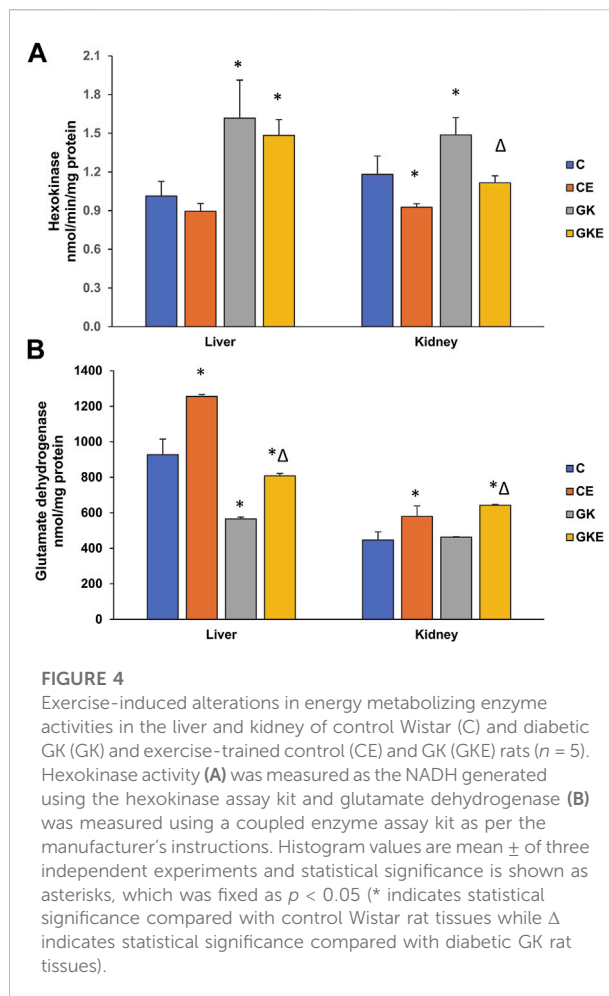 A
Hexokinase
nmol/min/mg protein
2.1
1.8
1.5
1.2
0.9
0.6
0.3
0.0
*
*
*
*
Δ
C
CE
GK
GKE
Liver
Kidney
B
Glutamate dehydrogenase
nmol/mg protein
1400
1200
1000
800
600
400
200
0
*
*
*Δ
*
*Δ
C
CE
GK
GKE
Liver
Kidney
FIGURE 4
Exercise-induced alterations in energy metabolizing enzyme
activities in the liver and kidney of control Wistar (C) and diabetic
GK (GK) and exercise-trained control (CE) and GK (GKE) rats (n = 5).
Hexokinase activity (A) was measured as the NADH generated
using the hexokinase assay kit and glutamate dehydrogenase (B)
was measured using a coupled enzyme assay kit as per the
manufacturer's instructions. Histogram values are mean ± of three
independent experiments and statistical significance is shown as
asterisks, which was fixed as p < 0.05 (* indicates statistical
significance compared with control Wistar rat tissues while Δ
indicates statistical significance compared with diabetic GK rat
tissues).